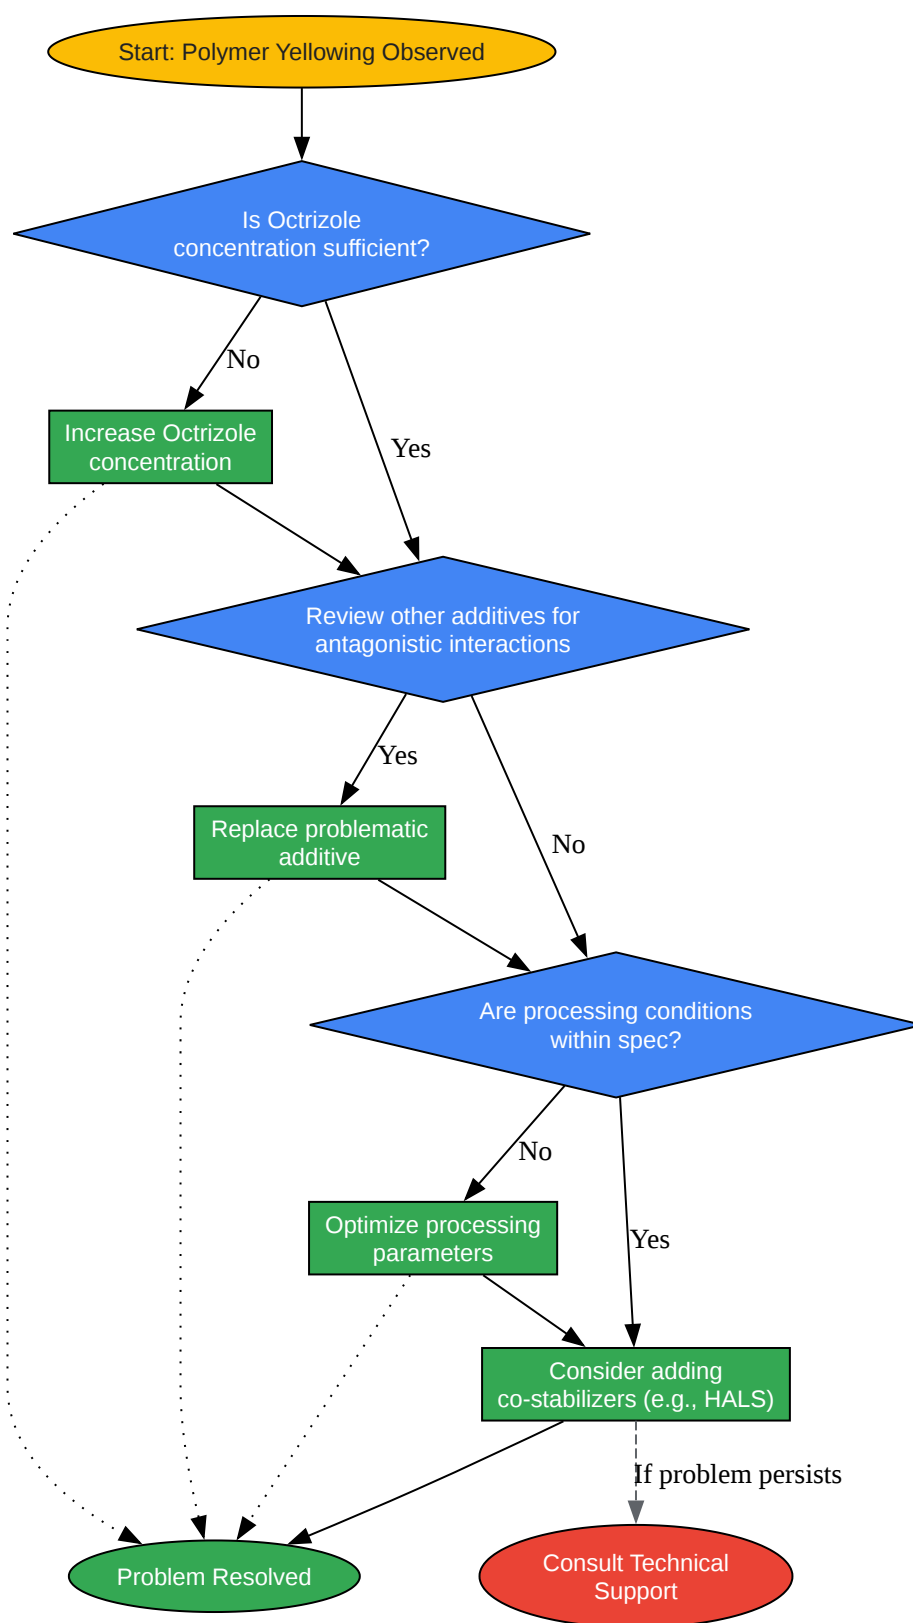 Start: Polymer Yellowing Observed
Is Octrizole
concentration sufficient?
No
Increase Octrizole
concentration
Yes
Review other additives for
antagonistic interactions
Yes
Replace problematic
additive
No
Are processing conditions
within spec?
No
Optimize processing
parameters
Yes
Consider adding
co-stabilizers (e.g., HALS)
If problem persists
Problem Resolved
Consult Technical
Support